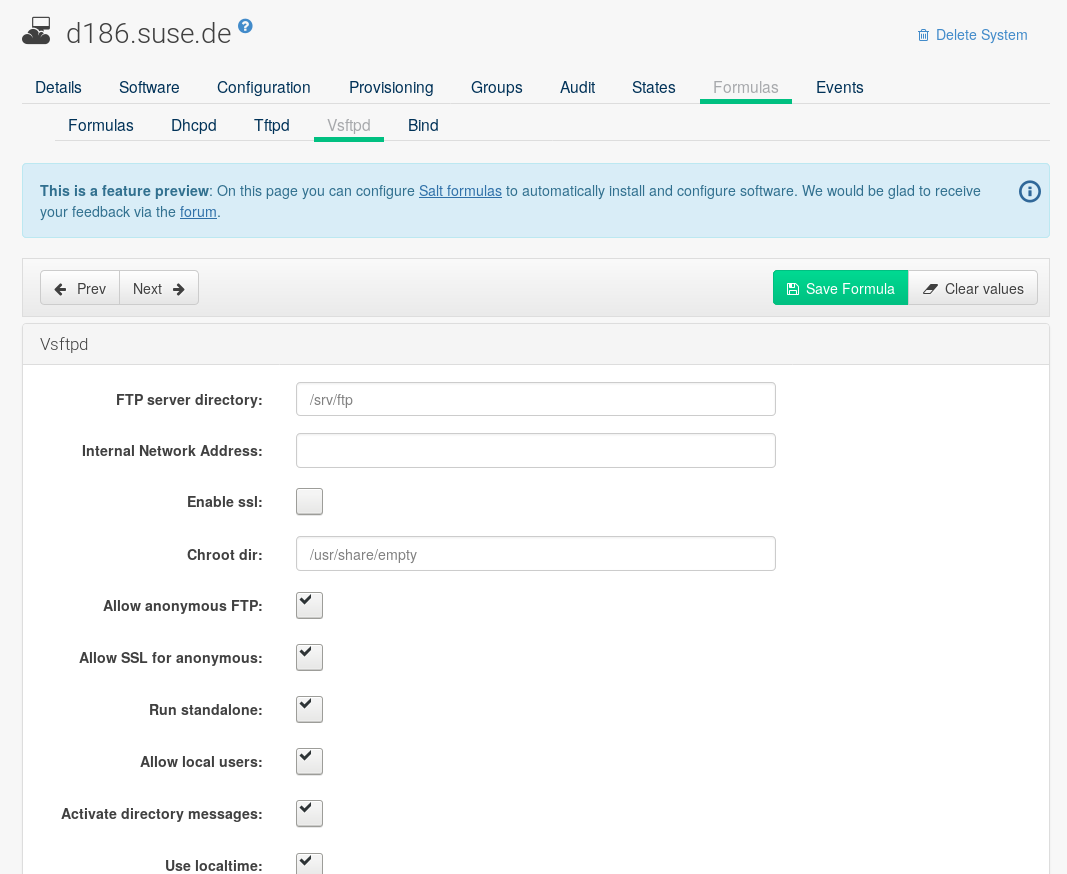 d186.suse.de
Delete System
Details Software Configuration Provisioning Groups Audit States Formulas Events
Formulas Dhcpd Tftpd Vsftpd Bind
This is a feature preview: On this page you can configure Salt formulas to automatically install and configure software. We would be glad to receive
your feedback via the forum.
Prev Next Save Formula Clear values
Vsftpd
FTP server directory: /srv/ftp
Internal Network Address:
Enable ssl:
Chroot dir: /usr/share/empty
Allow anonymous FTP:
Allow SSL for anonymous:
Run standalone:
Allow local users:
Activate directory messages:
Use localtime: